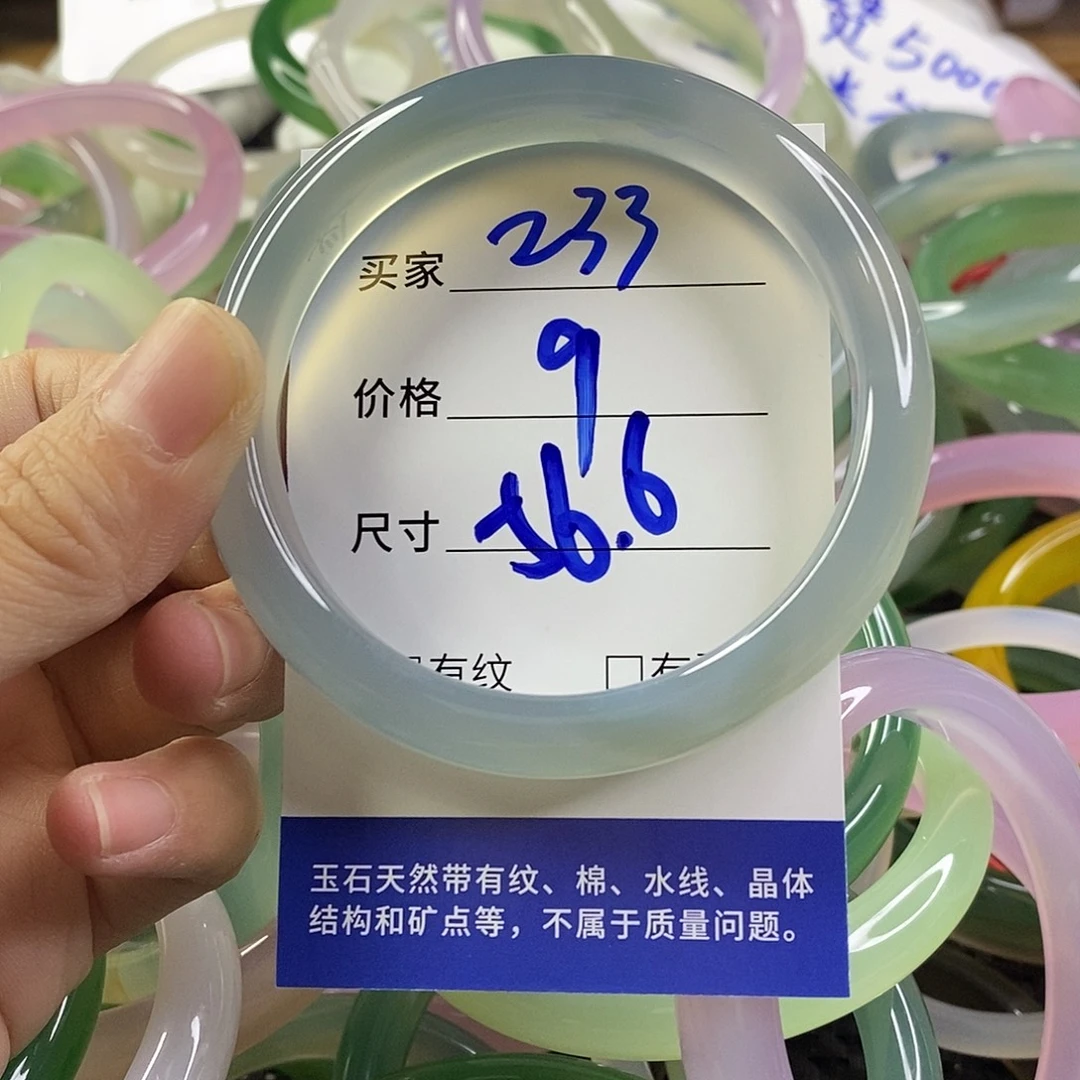 5000
买家 233
价格 9
尺寸 56.6
有纹 □有
玉石天然带有纹、棉、水线、晶体
结构和矿点等，不属于质量问题。